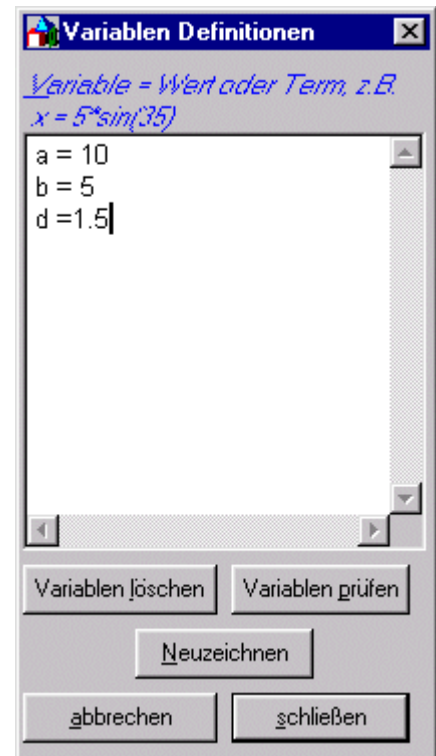 Variablen Definitionen
Variable = Wert oder Term, z.B.
x = 5*sin(35)
a = 10
b = 5
d =1.5
Variablen löschen
Variablen prüfen
Neuzeichnen
abbrechen
schließen